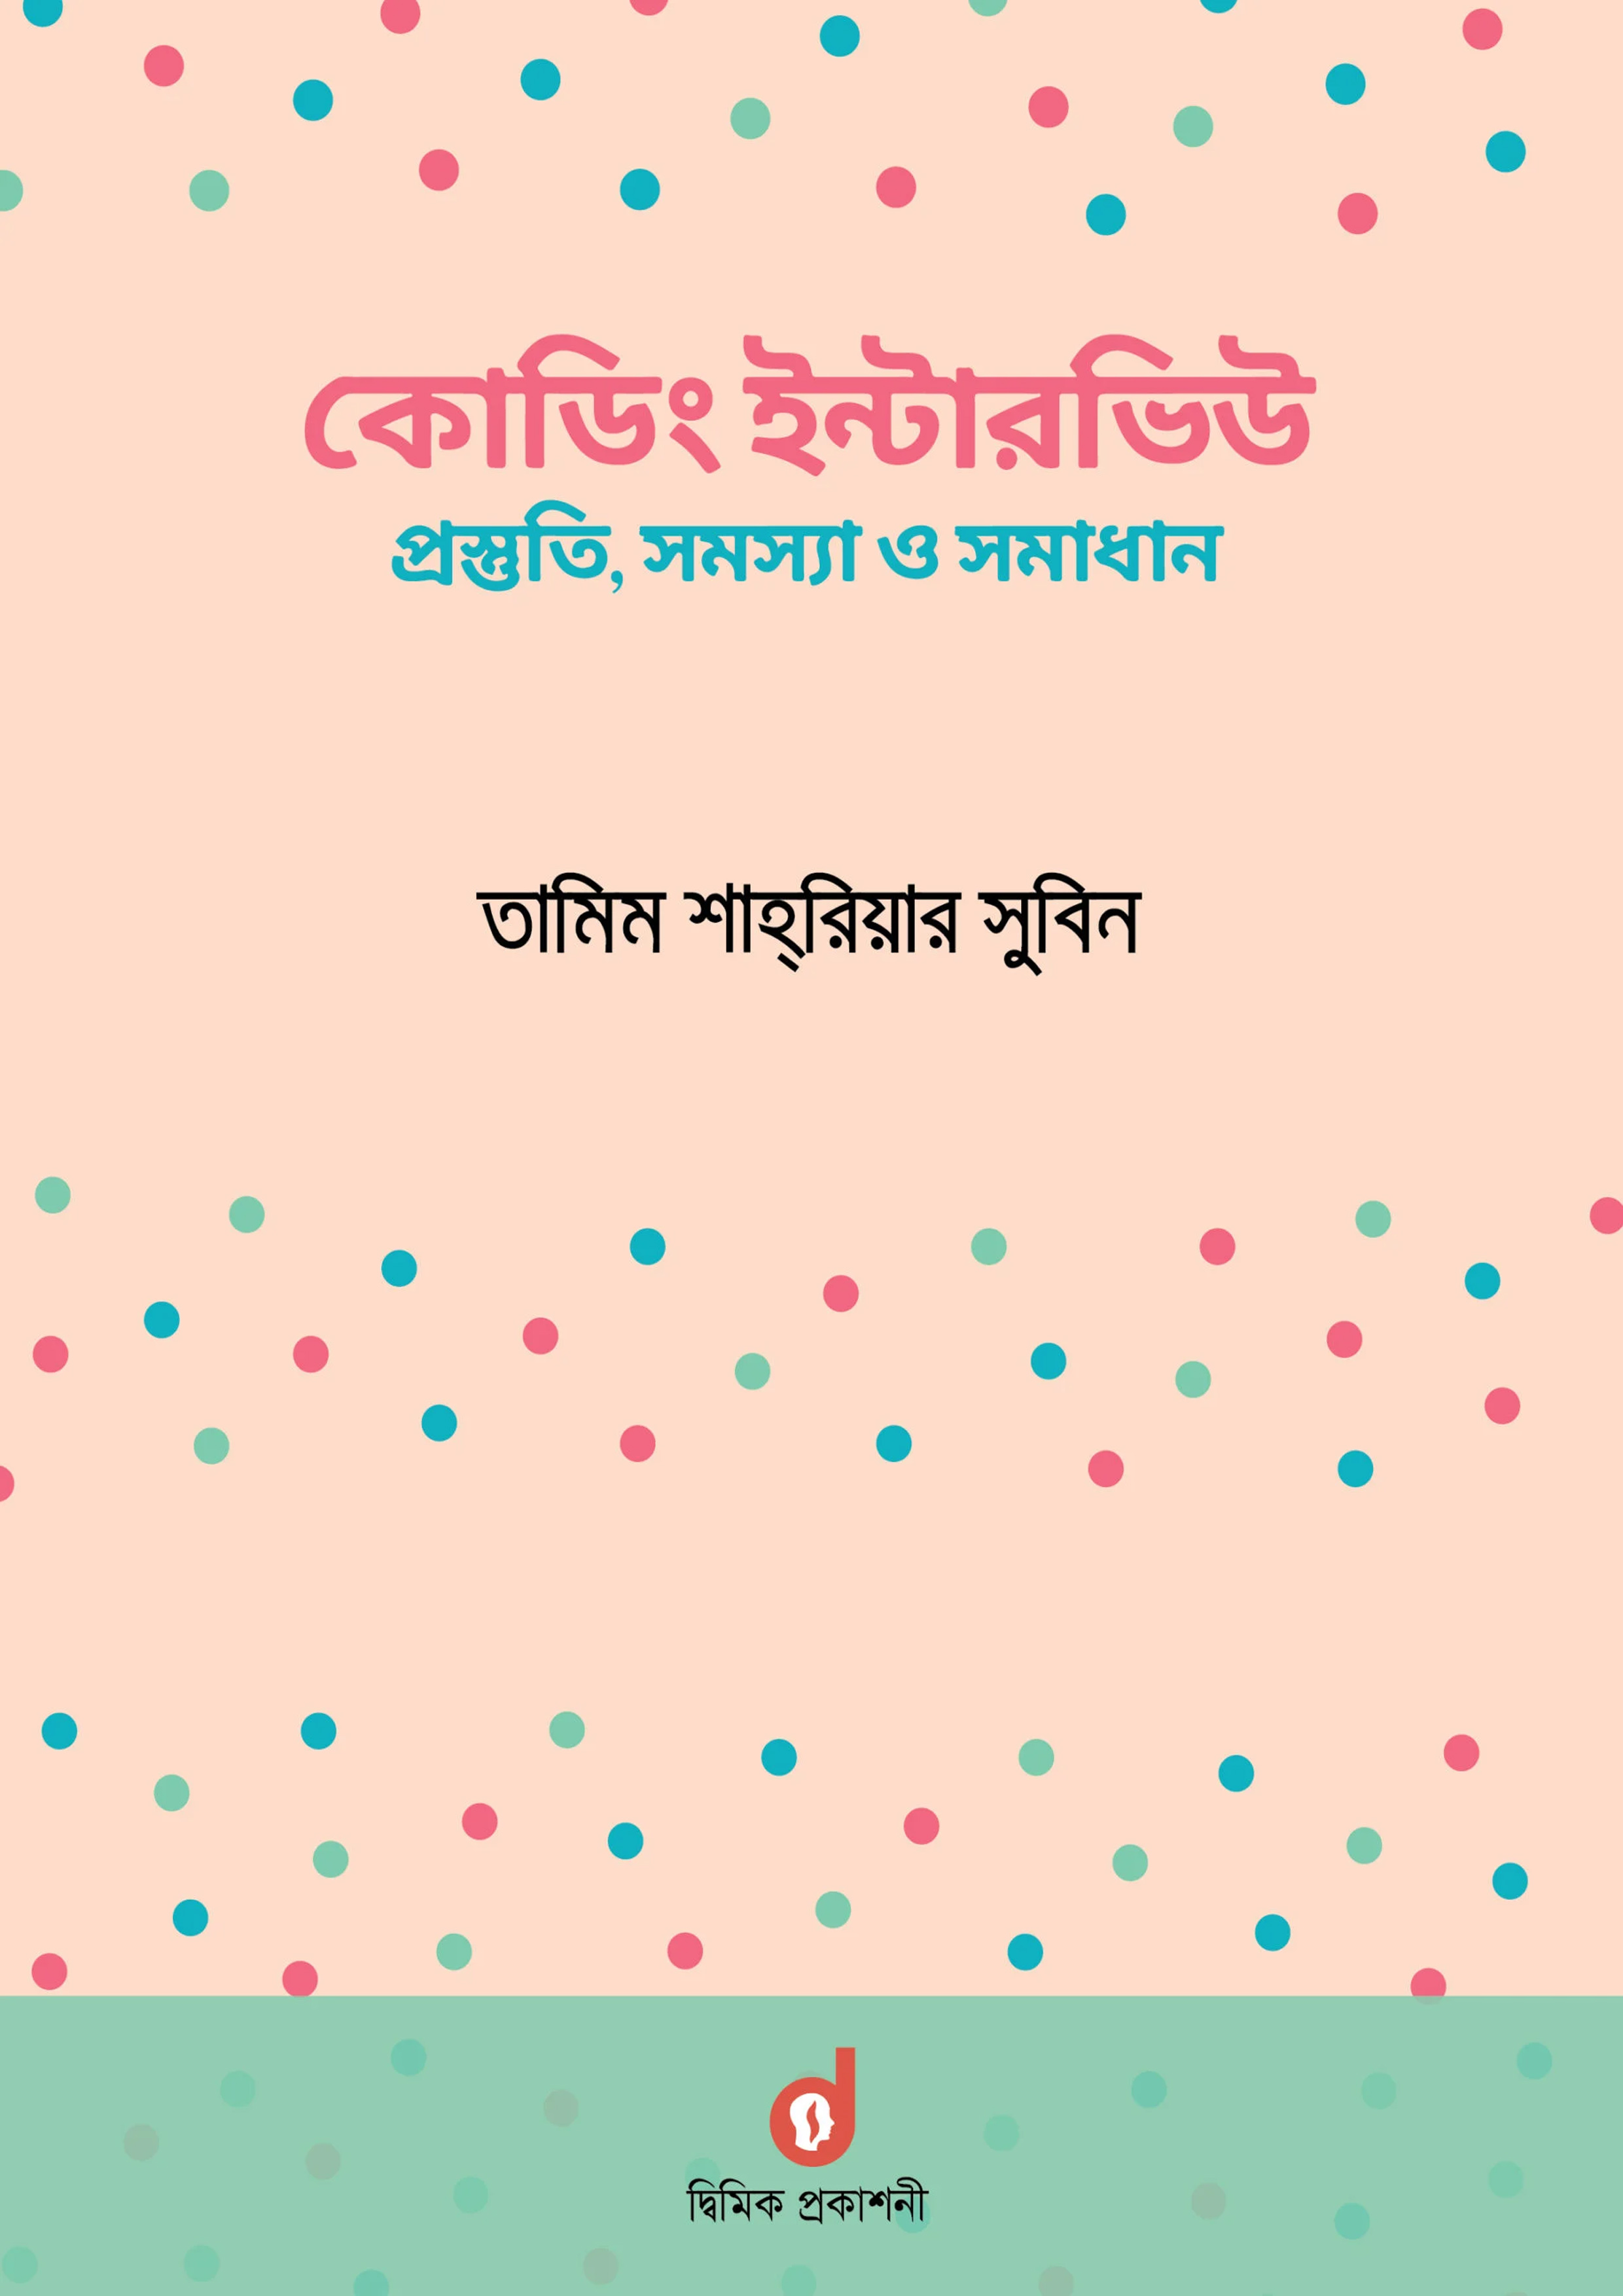 কোডিং ইন্টারভিউ
প্রস্তুতি, সমস্যা ও সমাধান
তামিম শাহ্‌রিয়ার সুবিন
দ্বিমিক প্রকাশনী